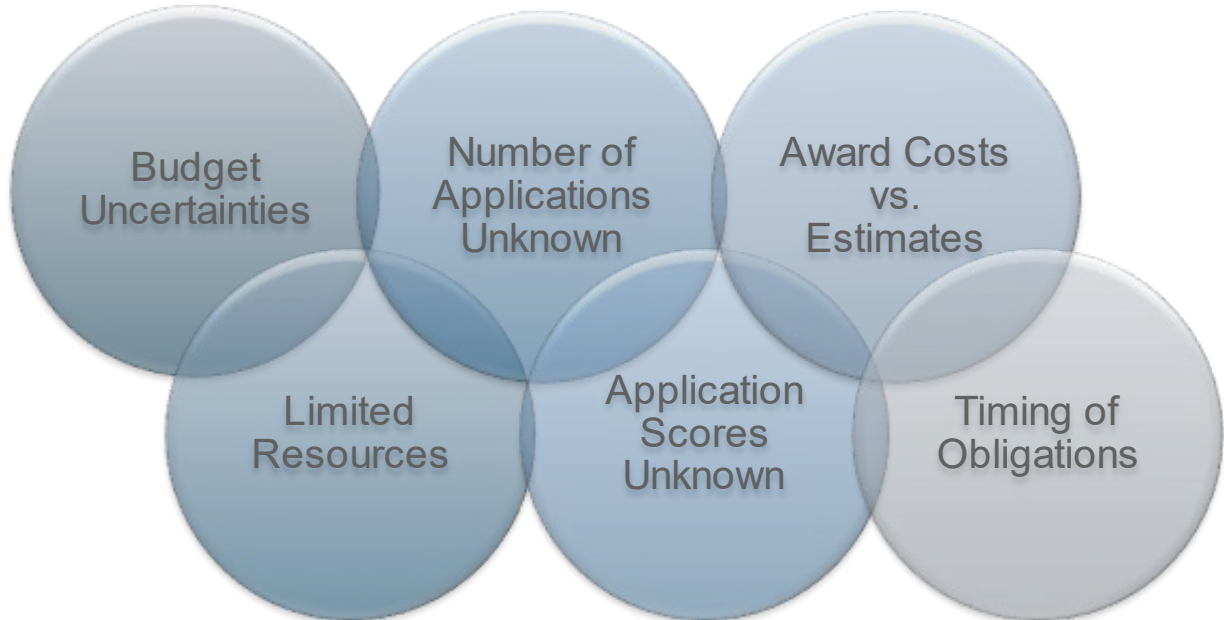 Budget
Uncertainties
Number of
Applications
Unknown
Award Costs
vs.
Estimates
Limited
Resources
Application
Scores
Unknown
Timing of
Obligations